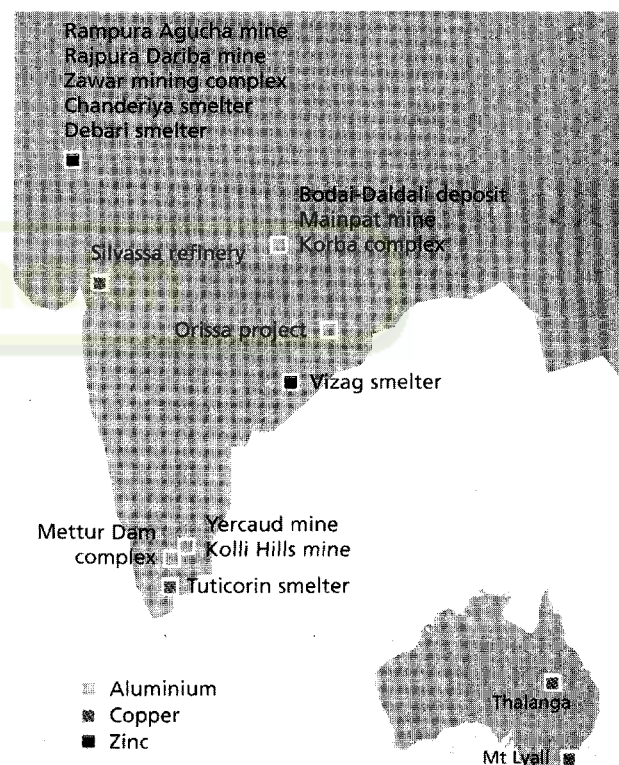 Rampura Agucha mine
Rajpura Dariba mine
Zawar mining complex
Chanderiya smelter
Debari smelter
Bodai-Daldali deposit
Mainpat mine
Korba complex
Silvassa refinery
Orissa project
Vizag smelter
Mettur Dam
complex
Yercaud mine
Kolli Hills mine
Tuticorin smelter
Aluminium
Copper
Zinc
Thalanga
Mt Lyall